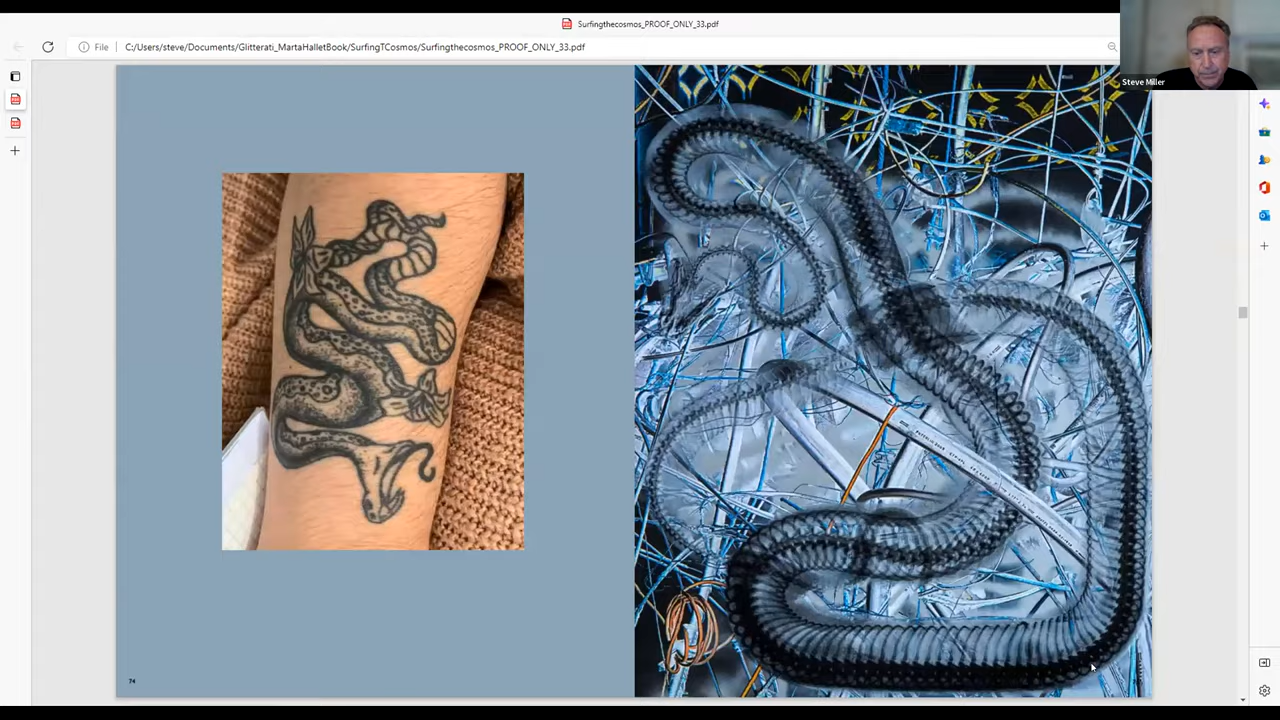 Surfingthecosmos_PROOF_ONLY_33.pdf
File
C:/Users/steve/Documents/Glitterati_MartaHalletBook/SurfingTCosmos/Surfingthecosmos_PROOF_ONLY_33.pdf
Steve Miller
74